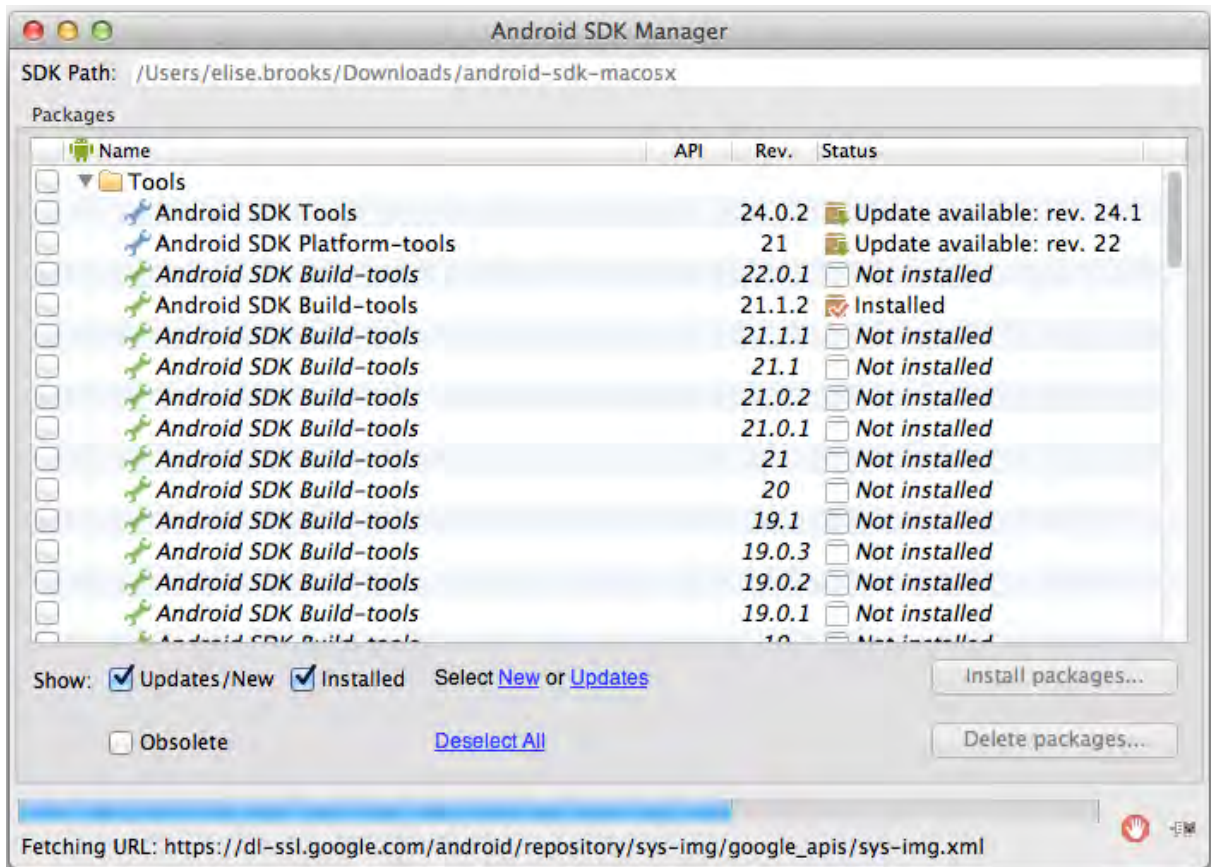 Android SDK Manager
SDK Path: /Users/elise.brooks/Downloads/android-sdk-macosx
Packages
Name API Rev. Status
Tools
Android SDK Tools 24.0.2 Update available: rev. 24.1
Android SDK Platform-tools 21 Update available: rev. 22
Android SDK Build-tools 22.0.1 Not installed
Android SDK Build-tools 21.1.2 Installed
Android SDK Build-tools 21.1.1 Not installed
Android SDK Build-tools 21.1 Not installed
Android SDK Build-tools 21.0.2 Not installed
Android SDK Build-tools 21.0.1 Not installed
Android SDK Build-tools 21 Not installed
Android SDK Build-tools 20 Not installed
Android SDK Build-tools 19.1 Not installed
Android SDK Build-tools 19.0.3 Not installed
Android SDK Build-tools 19.0.2 Not installed
Android SDK Build-tools 19.0.1 Not installed
Android SDK Build-tools 19 Not installed
Show: Updates/New Installed Select New or Updates Install packages...
Obsolete Deselect All Delete packages...
Fetching URL: https://dl-ssl.google.com/android/repository/sys-img/google_apis/sys-img.xml